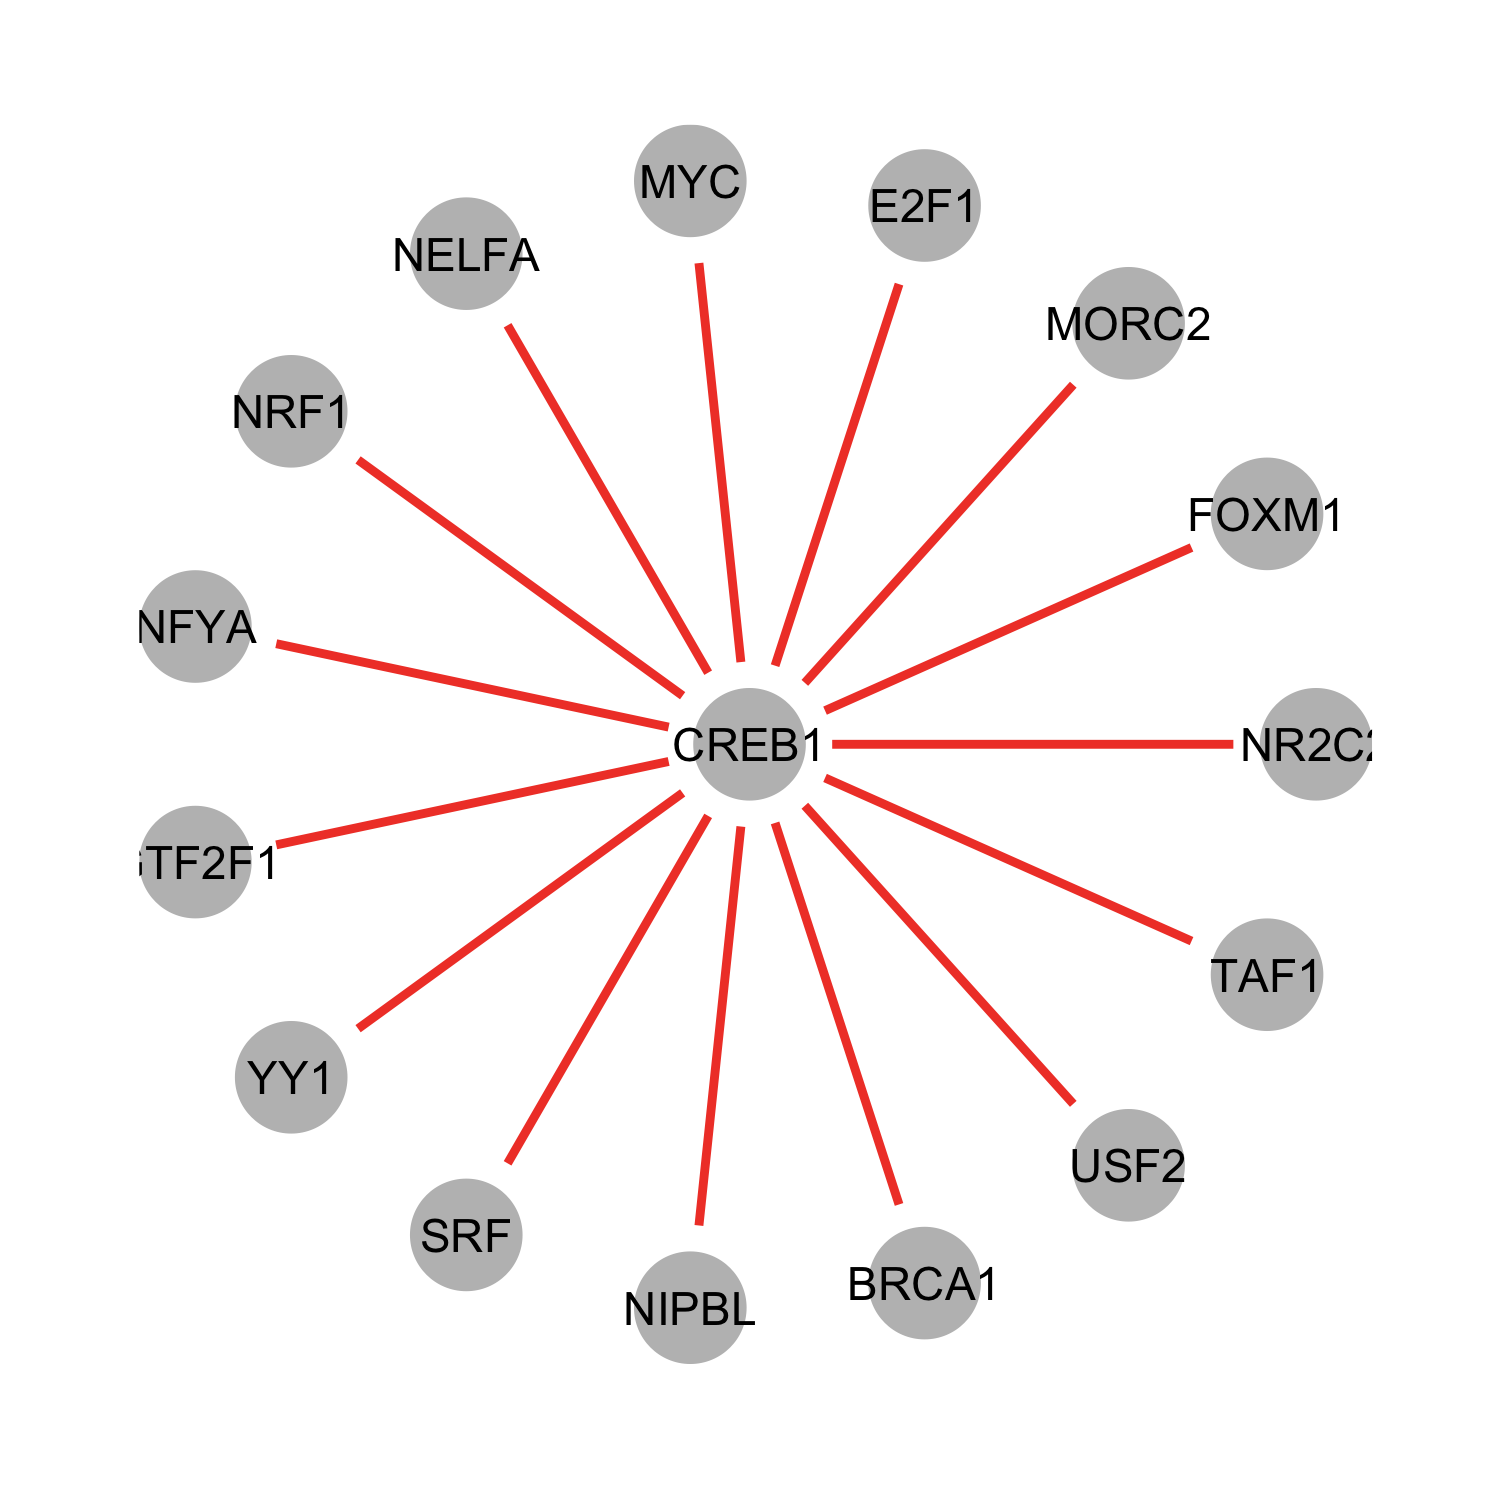 MYC
E2F1
NELFA
MORC2
NRF1
FOXM1
NFYA
CREB1
NR2C2
GTF2F1
TAF1
YY1
USF2
SRF
BRCA1
NIPBL